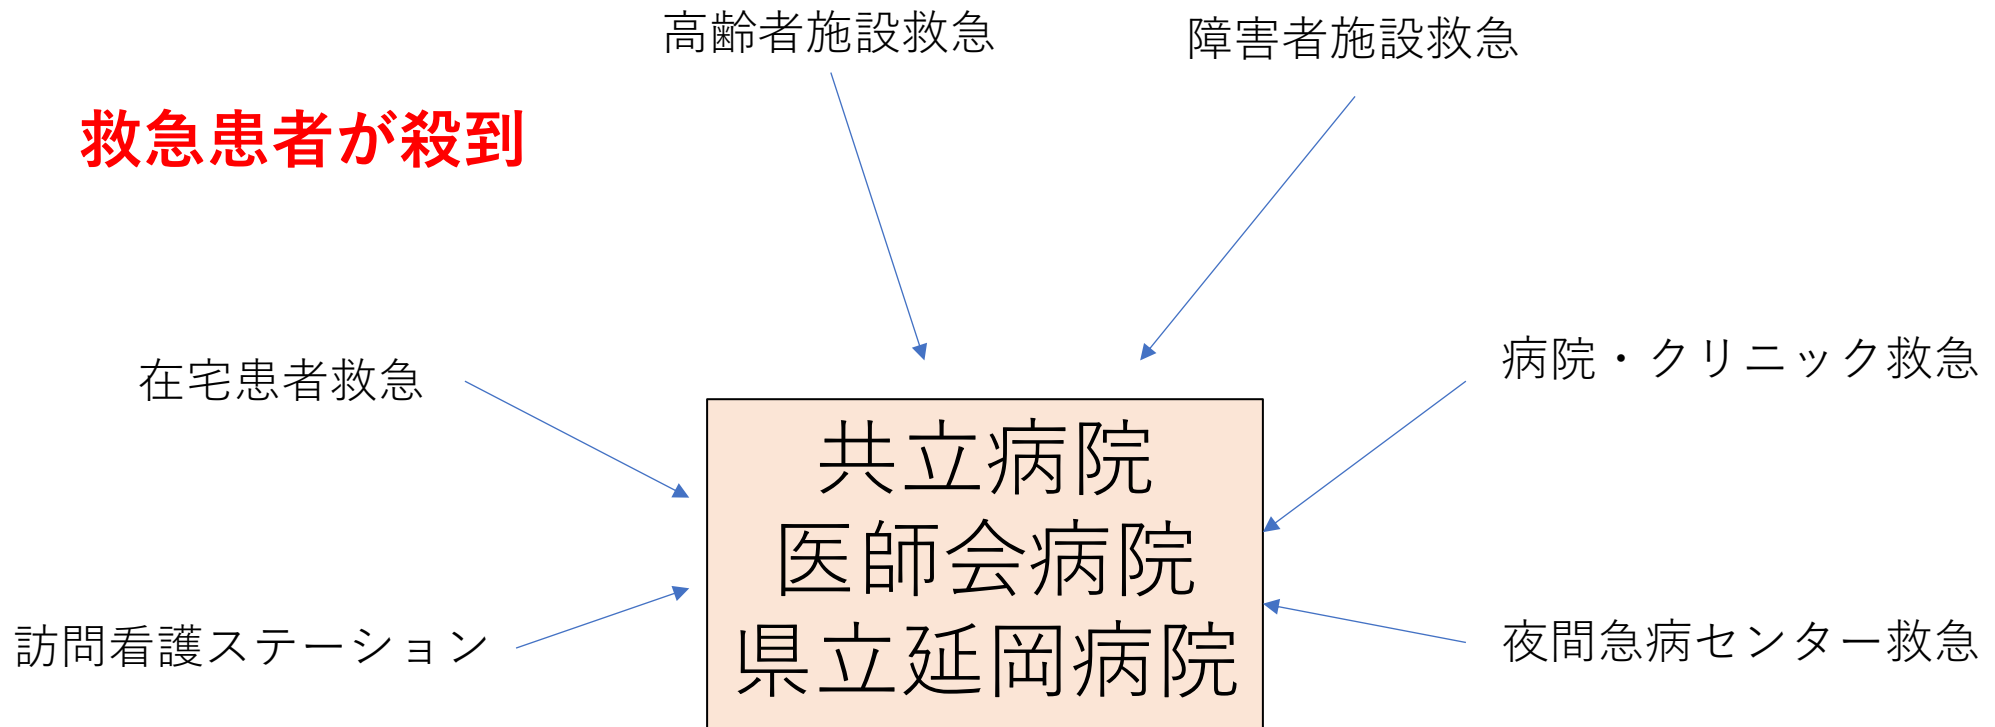 高齢者施設救急
障害者施設救急
救急患者が殺到
在宅患者救急
病院・クリニック救急
共立病院
医師会病院
県立延岡病院
訪問看護ステーション
夜間急病センター救急